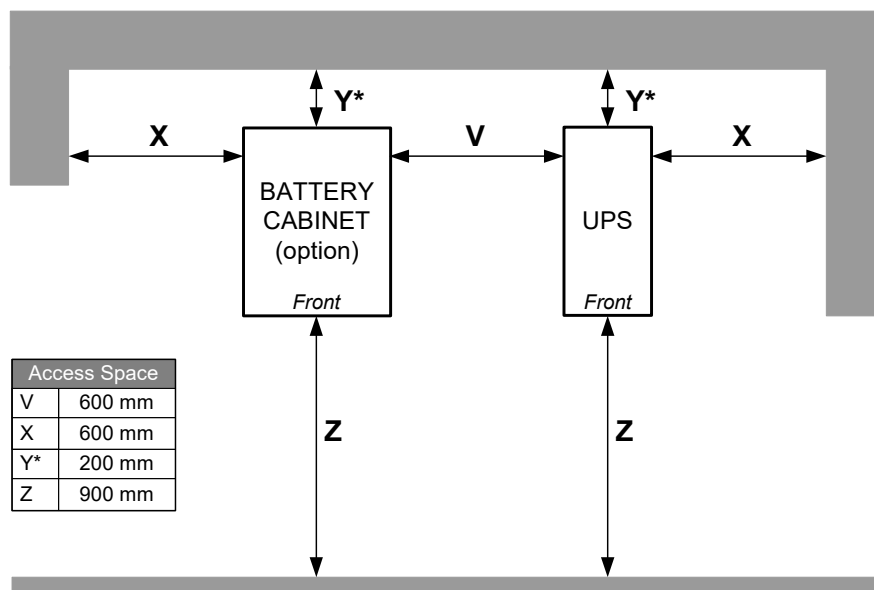 Y*
Y*
X
V
X
BATTERY
CABINET
(option)
Front
UPS
Front
Access Space
V 600 mm
X 600 mm
Y* 200 mm
Z 900 mm
Z
Z